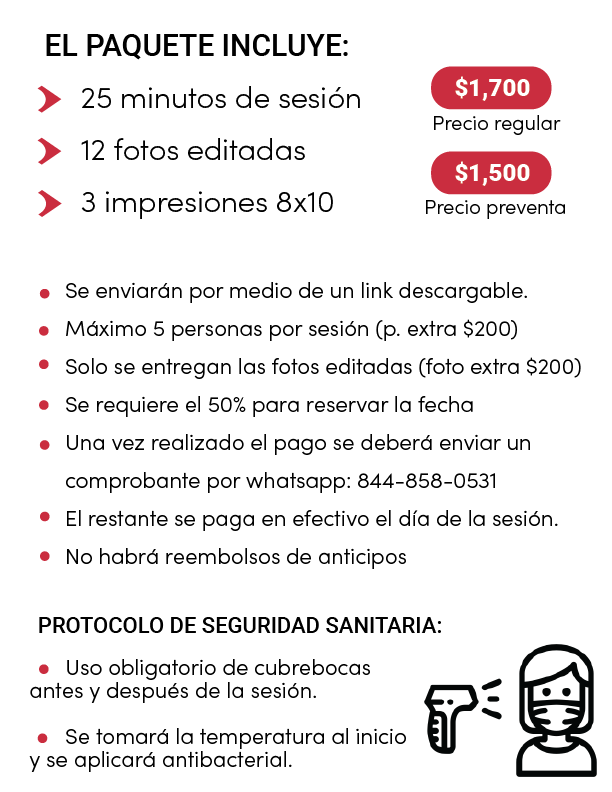 EL PAQUETE INCLUYE:
25 minutos de sesión
12 fotos editadas
3 impresiones 8x10
$1,700
Precio regular
$1,500
Precio preventa
Se enviarán por medio de un link descargable.
Máximo 5 personas por sesión (p. extra $200)
Solo se entregan las fotos editadas (foto extra $200)
Se requiere el 50% para reservar la fecha
Una vez realizado el pago se deberá enviar un
comprobante por whatsapp: 844-858-0531
El restante se paga en efectivo el día de la sesión.
No habrá reembolsos de anticipos
PROTOCOLO DE SEGURIDAD SANITARIA:
Uso obligatorio de cubrebocas
antes y después de la sesión.
Se tomará la temperatura al inicio
y se aplicará antibacterial.